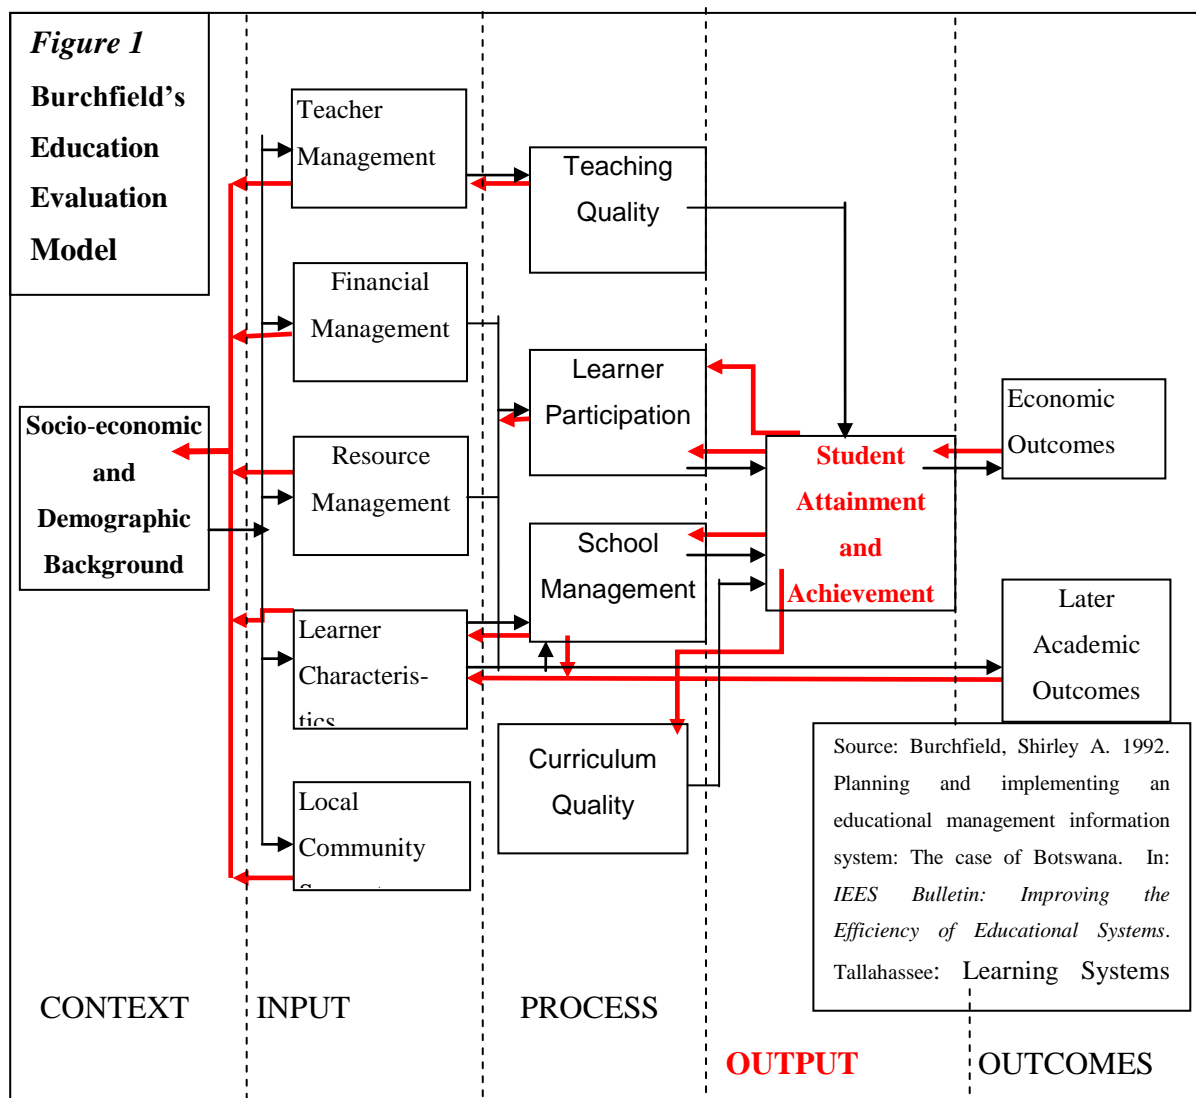 Figure 1
Burchfield's
Education
Evaluation
Model
Teacher
Management
Financial
Management
Resource
Management
Learner
Characteris-
tics
Local
Community
Teaching
Quality
Learner
Participation
School
Management
Curriculum
Quality
Socio-economic
and
Demographic
Background
Student
Attainment
and
Achievement
Economic
Outcomes
Later
Academic
Outcomes
Source: Burchfield, Shirley A. 1992.
Planning and implementing an
educational management information
system: The case of Botswana. In:
IEES Bulletin: Improving the
Efficiency of Educational Systems.
Tallahassee: Learning Systems
CONTEXT
INPUT
PROCESS
OUTPUT
OUTCOMES